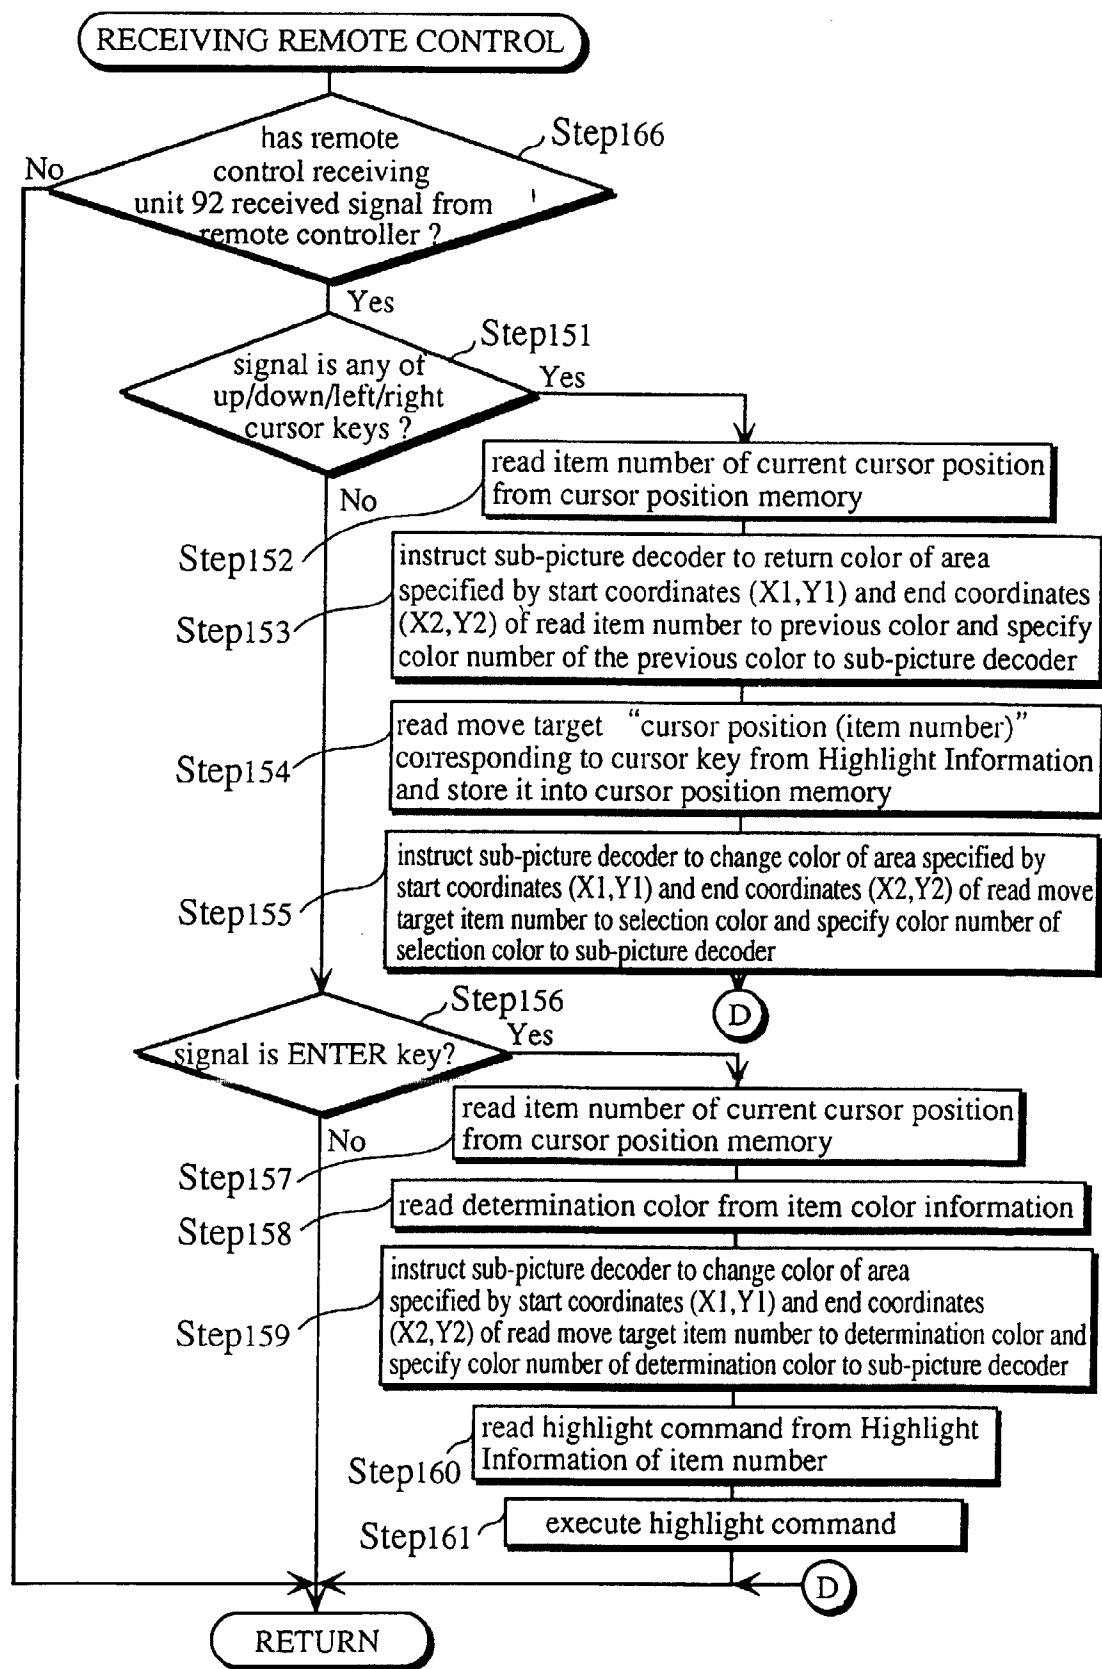 RECEIVING REMOTE CONTROL
Step166
has remote
control receiving
unit 92 received signal from
remote controller ?
No
Yes
Step151
signal is any of
up/down/left/right
cursor keys ?
Yes
No
read item number of current cursor position
from cursor position memory
Step152
instruct sub-picture decoder to return color of area
specified by start coordinates (X1,Y1) and end coordinates
(X2,Y2) of read item number to previous color and specify
color number of the previous color to sub-picture decoder
Step153
read move target “cursor position (item number)”
corresponding to cursor key from Highlight Information
and store it into cursor position memory
Step154
instruct sub-picture decoder to change color of area specified by
start coordinates (X1,Y1) and end coordinates (X2,Y2) of read move
target item number to selection color and specify color number of
selection color to sub-picture decoder
Step155
D
Step156
signal is ENTER key?
Yes
No
read item number of current cursor position
from cursor position memory
Step157
read determination color from item color information
Step158
instruct sub-picture decoder to change color of area
specified by start coordinates (X1,Y1) and end coordinates
(X2,Y2) of read move target item number to determination color and
specify color number of determination color to sub-picture decoder
Step159
read highlight command from Highlight
Information of item number
Step160
execute highlight command
Step161
D
RETURN